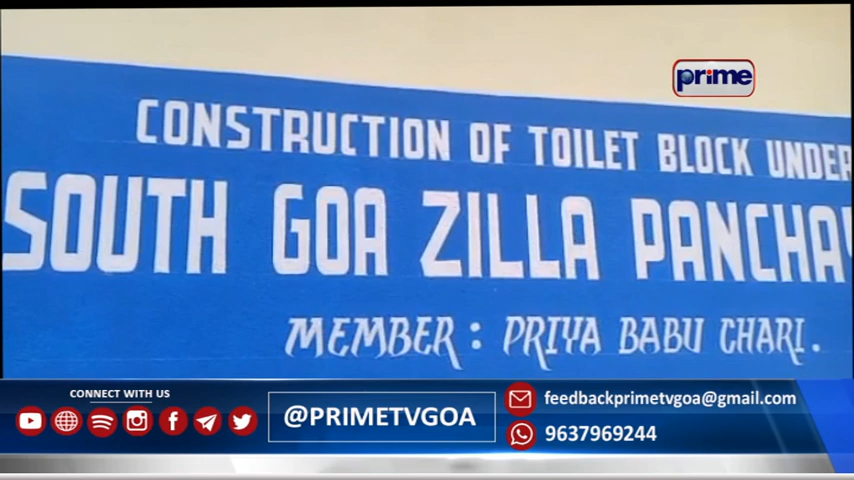 prime
CONSTRUCTION OF TOILET BLOCK UNDER
SOUTH GOA ZILLA PANCHAY
MEMBER : PRIYA BABU CHARI.
CONNECT WITH US
@PRIMETVGOA
feedbackprimetvgoa@gmail.com
9637969244